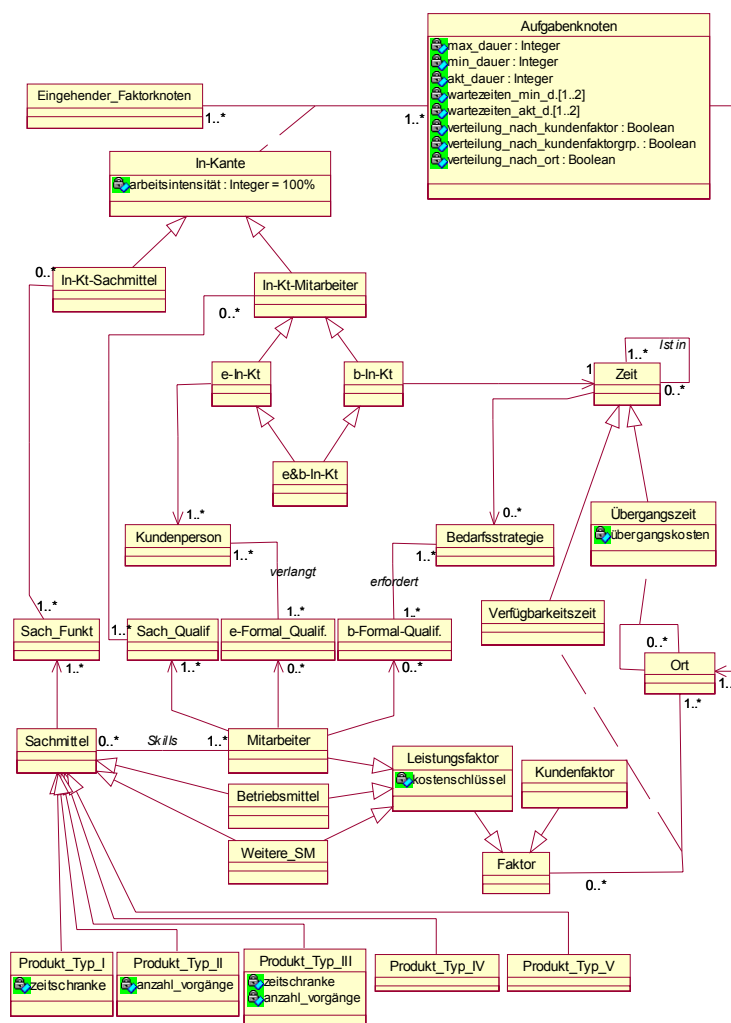 Aufgabenknoten
max_dauer : Integer
min_dauer : Integer
akt_dauer : Integer
wartezeiten_min_d.[1..2]
wartezeiten_akt_d.[1..2]
verteilung_nach_kundenfaktor : Boolean
verteilung_nach_kundenfaktorgrp. : Boolean
verteilung_nach_ort : Boolean
Eingehender_Faktorknoten
1..*
1..*
In-Kante
arbeitsintensität : Integer = 100%
0..*
In-Kt-Sachmittel
In-Kt-Mitarbeiter
0..*
Ist in
1..*
e-In-Kt
b-In-Kt
1
Zeit
0..*
e&b-In-Kt
Übergangszeit
übergangskosten
1..*
0..*
Kundenperson
1..*
1..*
Bedarfsstrategie
verlangt
erfordert
Verfügbarkeitszeit
1..*
1..*
1..*
1..*
Sach_Funkt
Sach_Qualif
e-Formal_Qualif.
b-Formal-Qualif.
0..*
Ort
1..*
1..*
0..*
0..*
1..
1..*
Sachmittel
0..*
Skills
1..*
Mitarbeiter
Leistungsfaktor
kostenschlüssel
Kundenfaktor
Betriebsmittel
Weitere_SM
Faktor
0..*
Produkt_Typ_I
zeitschranke
Produkt_Typ_II
anzahl_vorgänge
Produkt_Typ_III
zeitschranke
anzahl_vorgänge
Produkt_Typ_IV
Produkt_Typ_V